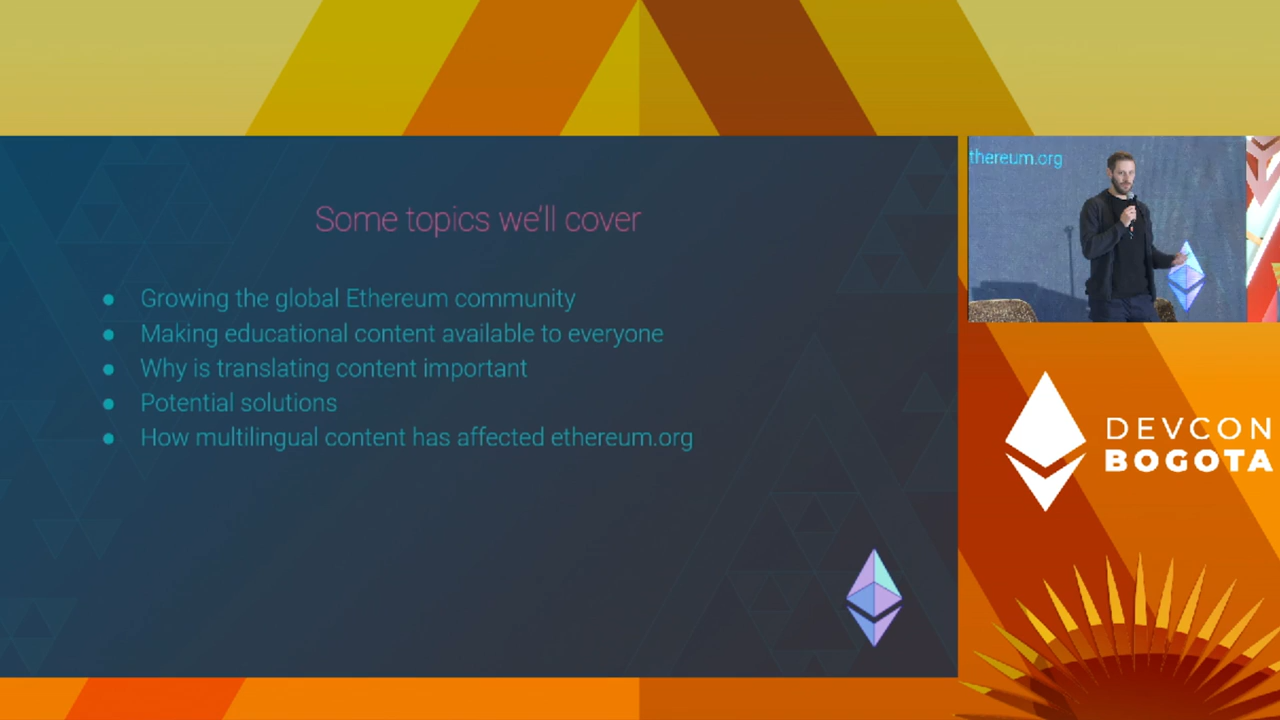 Some topics we'll cover
● Growing the global Ethereum community
● Making educational content available to everyone
● Why is translating content important
● Potential solutions
● How multilingual content has affected ethereum.org
thereum.org
DEVCON
BOGOTA